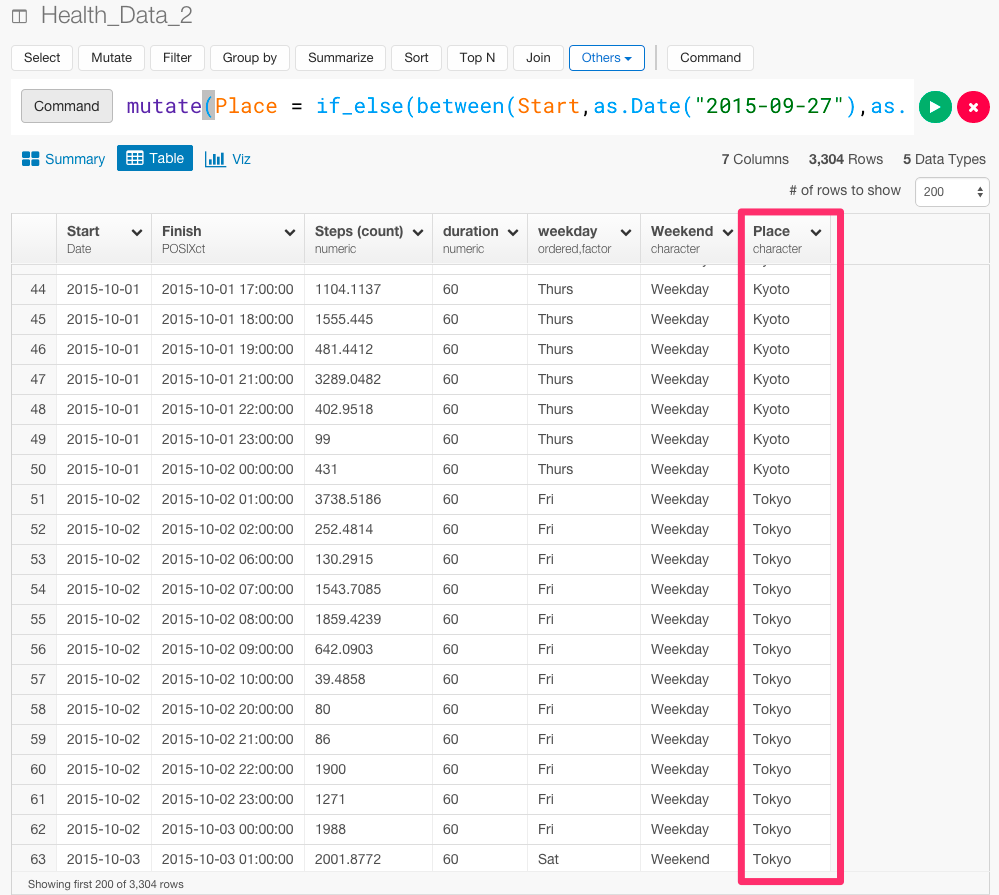 Health_Data_2
Select Mutate Filter Group by Summarize Sort Top N Join Others Command
Command mutate(Place = if_else(between(Start,as.Date("2015-09-27"),as.
Summary Table Viz 7 Columns 3,304 Rows 5 Data Types
# of rows to show 200
Start Finish Steps (count) duration weekday Weekend Place
Date POSIXct numeric numeric ordered,factor character character
44 2015-10-01 2015-10-01 17:00:00 1104.1137 60 Thurs Weekday Kyoto
45 2015-10-01 2015-10-01 18:00:00 1555.445 60 Thurs Weekday Kyoto
46 2015-10-01 2015-10-01 19:00:00 481.4412 60 Thurs Weekday Kyoto
47 2015-10-01 2015-10-01 21:00:00 3289.0482 60 Thurs Weekday Kyoto
48 2015-10-01 2015-10-01 22:00:00 402.9518 60 Thurs Weekday Kyoto
49 2015-10-01 2015-10-01 23:00:00 99 60 Thurs Weekday Kyoto
50 2015-10-01 2015-10-02 00:00:00 431 60 Thurs Weekday Kyoto
51 2015-10-02 2015-10-02 01:00:00 3738.5186 60 Fri Weekday Tokyo
52 2015-10-02 2015-10-02 02:00:00 252.4814 60 Fri Weekday Tokyo
53 2015-10-02 2015-10-02 06:00:00 130.2915 60 Fri Weekday Tokyo
54 2015-10-02 2015-10-02 07:00:00 1543.7085 60 Fri Weekday Tokyo
55 2015-10-02 2015-10-02 08:00:00 1859.4239 60 Fri Weekday Tokyo
56 2015-10-02 2015-10-02 09:00:00 642.0903 60 Fri Weekday Tokyo
57 2015-10-02 2015-10-02 10:00:00 39.4858 60 Fri Weekday Tokyo
58 2015-10-02 2015-10-02 20:00:00 80 60 Fri Weekday Tokyo
59 2015-10-02 2015-10-02 21:00:00 86 60 Fri Weekday Tokyo
60 2015-10-02 2015-10-02 22:00:00 1900 60 Fri Weekday Tokyo
61 2015-10-02 2015-10-02 23:00:00 1271 60 Fri Weekday Tokyo
62 2015-10-02 2015-10-03 00:00:00 1988 60 Fri Weekday Tokyo
63 2015-10-03 2015-10-03 01:00:00 2001.8772 60 Sat Weekend Tokyo
Showing first 200 of 3,304 rows